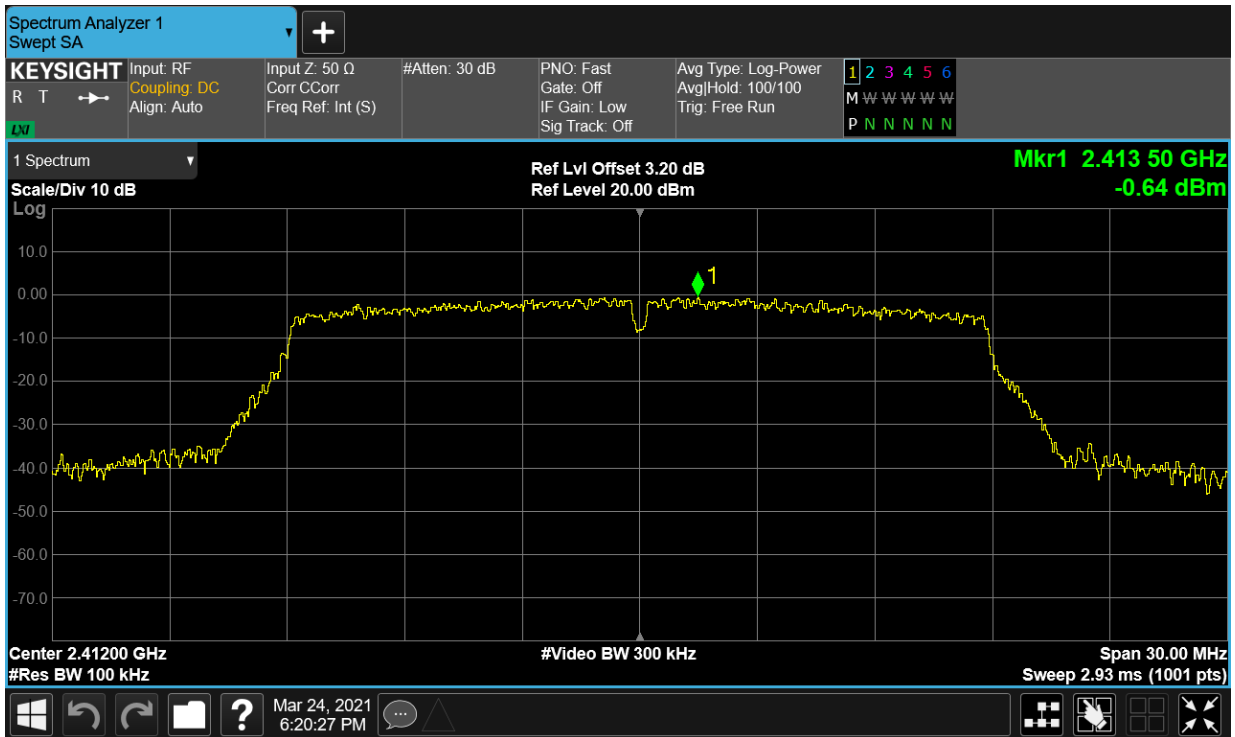 Spectrum Analyzer 1
Swept SA
▼
+
KEYSIGHT
R T
LXI
Input: RF
Coupling: DC
Align: Auto
Input Z: 50 Ω
Corr CCorr
Freq Ref: Int (S)
#Atten: 30 dB
PNO: Fast
Gate: Off
IF Gain: Low
Sig Track: Off
Avg Type: Log-Power
Avg|Hold: 100/100
Trig: Free Run
1 2 3 4 5 6
M W W W W W
P N N N N N
1 Spectrum ▼
Scale/Div 10 dB
Log
Ref Lvl Offset 3.20 dB
Ref Level 20.00 dBm
Mkr1 2.413 50 GHz
-0.64 dBm
1
10.0
0.00
-10.0
-20.0
-30.0
-40.0
-50.0
-60.0
-70.0
Center 2.41200 GHz
#Res BW 100 kHz
#Video BW 300 kHz
Span 30.00 MHz
Sweep 2.93 ms (1001 pts)
?
Mar 24, 2021
6:20:27 PM
...